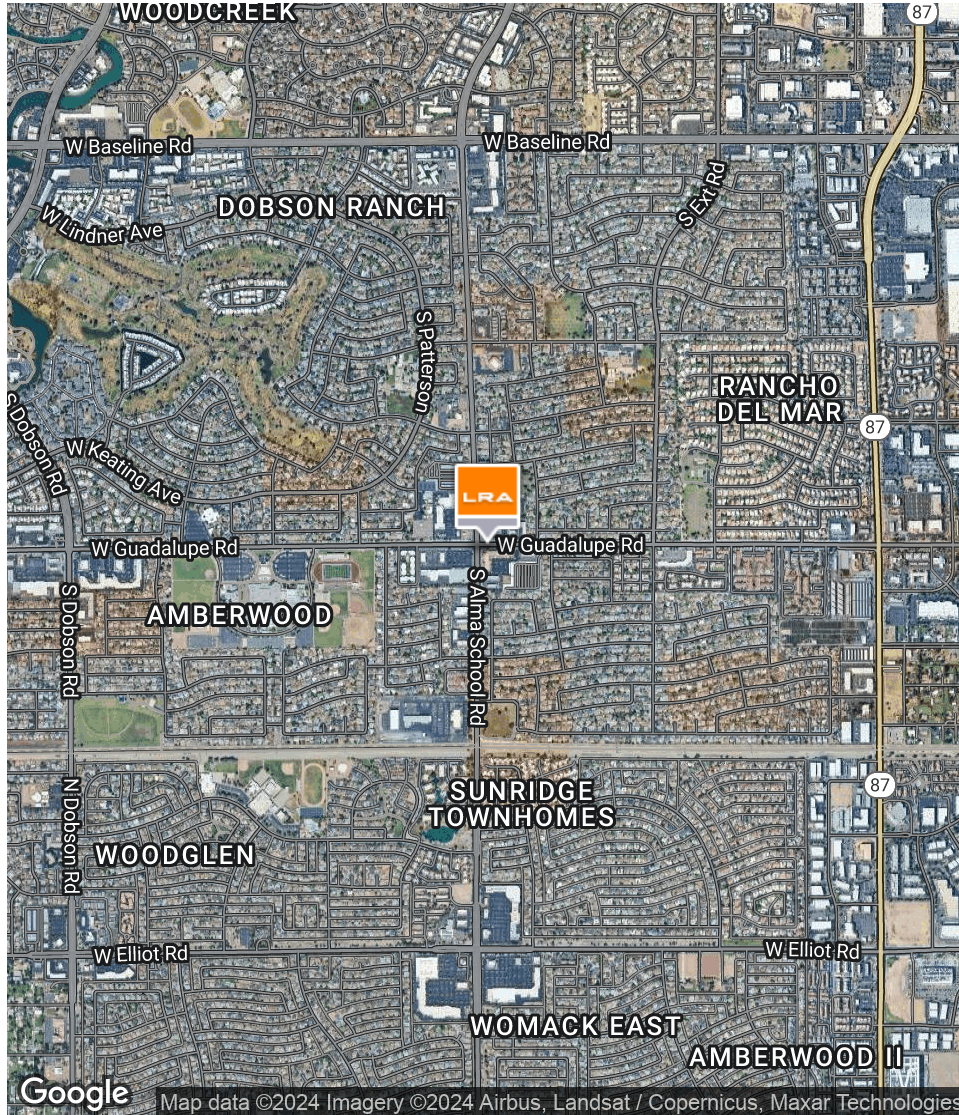 WOODCREEK
87
W Baseline Rd
W Baseline Rd
S Ext Rd
DOBSON RANCH
W Lindner Ave
S Patterson
RANCHO
DEL MAR
87
S Dobson Rd
W Keating Ave
LRA
W Guadalupe Rd
W Guadalupe Rd
S Dobson Rd
AMBERWOOD
S Alma School Rd
N Dobson Rd
87
SUNRIDGE
TOWNHOMES
WOODGLEN
W Elliot Rd
W Elliot Rd
WOMACK EAST
AMBERWOOD II
Google
Map data ©2024 Imagery ©2024 Airbus, Landsat / Copernicus, Maxar Technologies